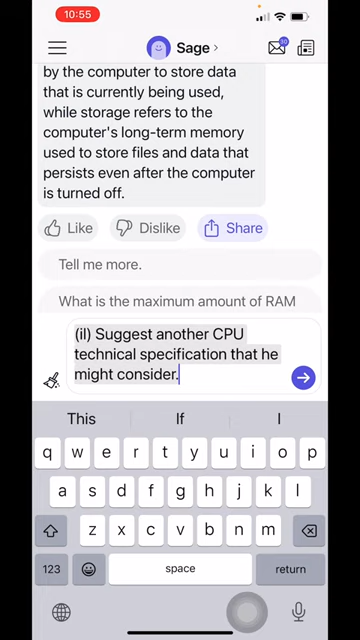 10:55
Sage >
30
by the computer to store data
that is currently being used,
while storage refers to the
computer's long-term memory
used to store files and data that
persists even after the computer
is turned off.
Like
Dislike
Share
Tell me more.
What is the maximum amount of RAM
(il) Suggest another CPU
technical specification that he
might consider.
This
If
I
q w e r t y u i o p
a s d f g h j k l
z x c v b n m
123
space
return